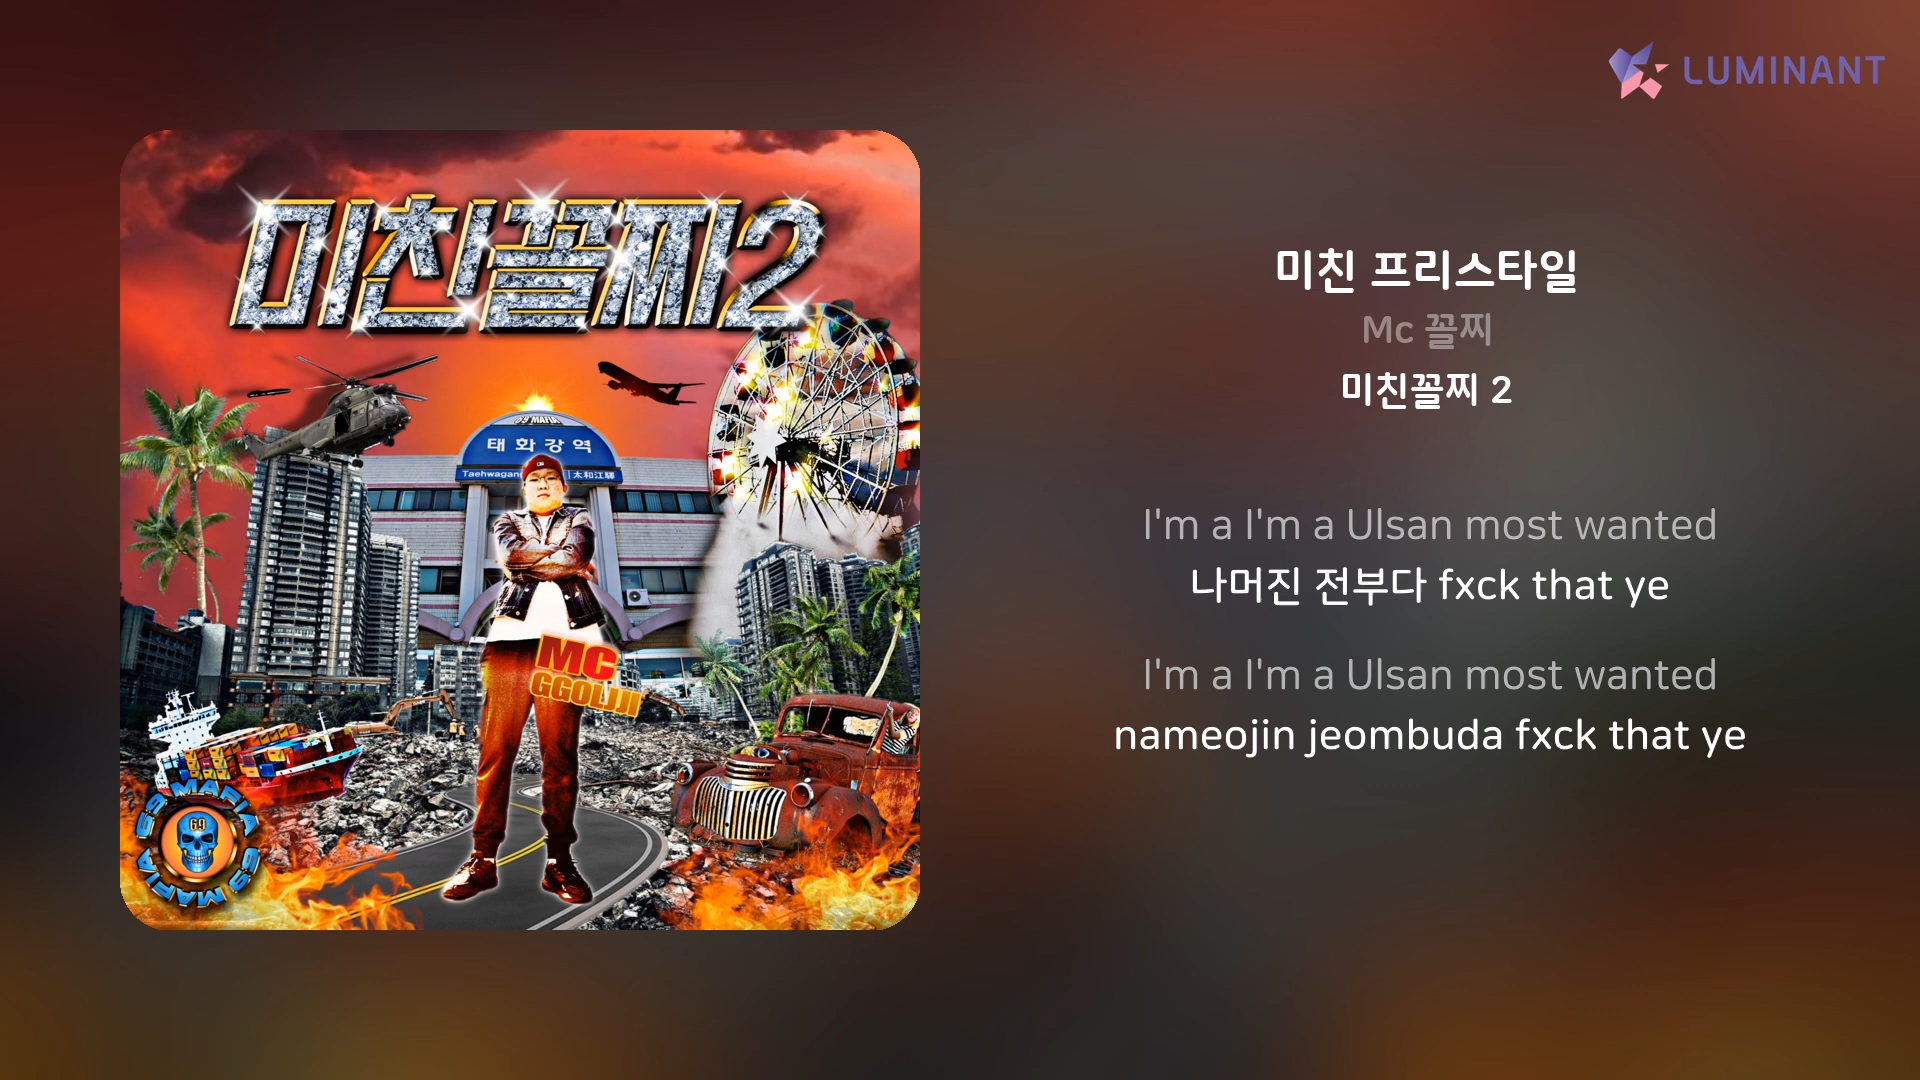 LUMINANT
미친꼴찌2
69 MAFIA
태화강역
Taehwagang
太和江驛
MC
GGOLJJI
69 MAFIA 69 MAFIA
69
미친 프리스타일
Mc 꼴찌
미친꼴찌 2
I'm a I'm a Ulsan most wanted
나머진 전부다 fxck that ye
I'm a I'm a Ulsan most wanted
nameojin jeombuda fxck that ye